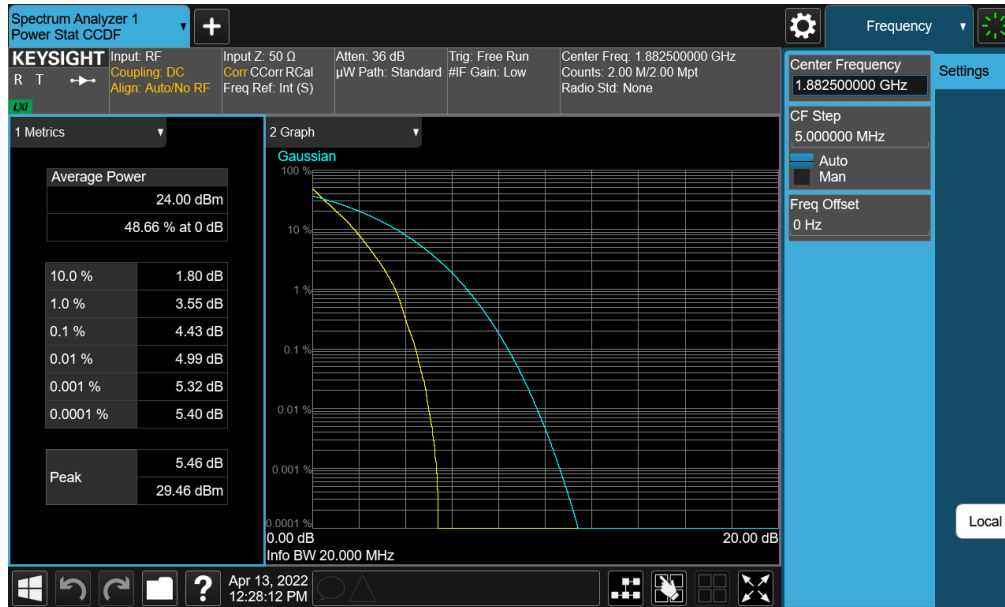 Spectrum Analyzer 1
Power Stat CCDF
Frequency
KEYSIGHT
R T
LXI
Input: RF
Coupling: DC
Align: Auto/No RF
Input Z: 50 Ω
Corr CCorr RCal
Freq Ref: Int (S)
Atten: 36 dB
µW Path: Standard
Trig: Free Run
#IF Gain: Low
Center Freq: 1.882500000 GHz
Counts: 2.00 M/2.00 Mpt
Radio Std: None
Center Frequency
1.882500000 GHz
Settings
CF Step
5.000000 MHz
Auto
Man
Freq Offset
0 Hz
Local
1 Metrics
Average Power
24.00 dBm
48.66 % at 0 dB
10.0 % 1.80 dB
1.0 % 3.55 dB
0.1 % 4.43 dB
0.01 % 4.99 dB
0.001 % 5.32 dB
0.0001 % 5.40 dB
Peak
5.46 dB
29.46 dBm
2 Graph
Gaussian
100 %
10 %
1 %
0.1 %
0.01 %
0.001 %
0.0001 %
0.00 dB 20.00 dB
Info BW 20.000 MHz
?
Apr 13, 2022
12:28:12 PM